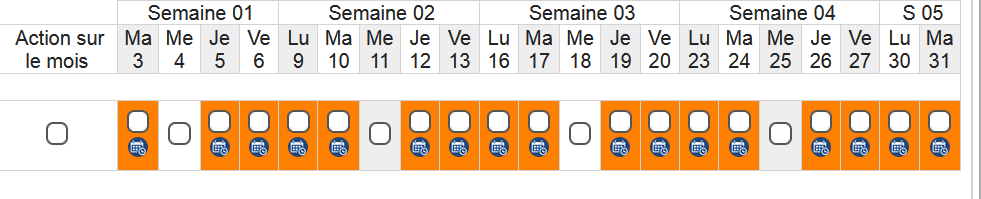 Semaine 01 Semaine 02 Semaine 03 Semaine 04 S 05
Action sur Ma Me Je Ve Lu Ma Me Je Ve Lu Ma Me Je Ve Lu Ma Me Je Ve Lu Ma
le mois 3 4 5 6 9 10 11 12 13 16 17 18 19 20 23 24 25 26 27 30 31